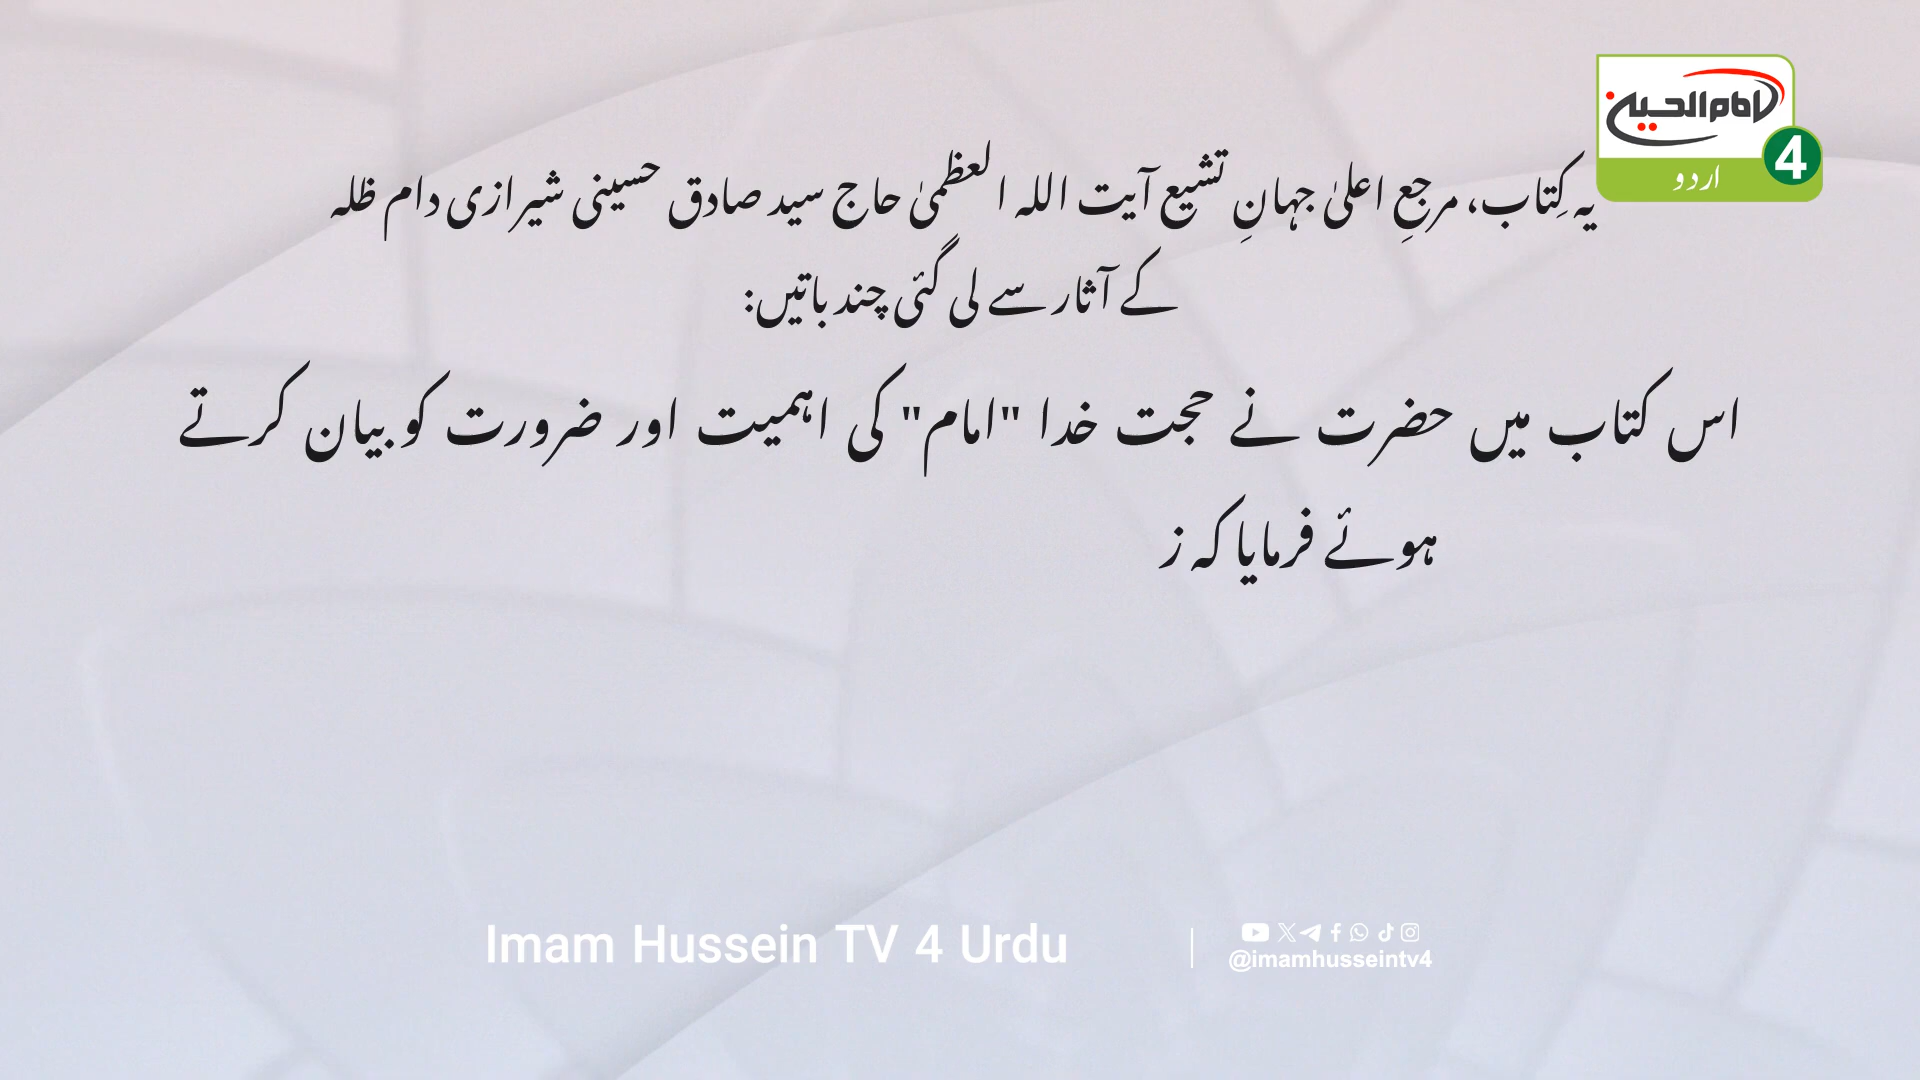 امام الحسین
4
اردو
یہ کِتاب، مرجعِ اعلیٰ جہانِ تشیع آیت اللہ العظمیٰ حاج سید صادق حسینی شیرازی دام ظلہ
کے آثار سے لی گئی چند باتیں:
اس کتاب میں حضرت نے حجت خدا "امام" کی اہمیت اور ضرورت کو بیان کرتے
ہوئے فرمایا کہ ز
Imam Hussein TV 4 Urdu
@imamhusseintv4